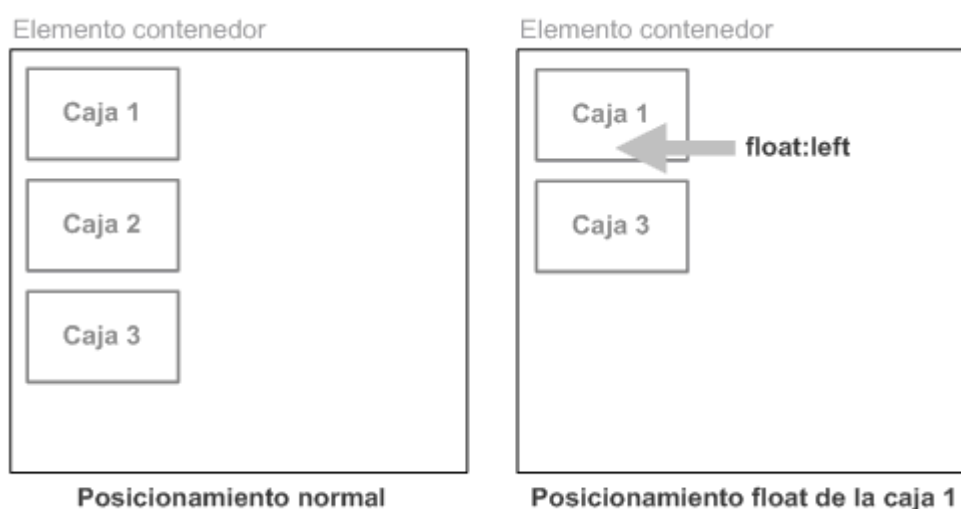 Elemento contenedor
Caja 1
Caja 2
Caja 3
Posicionamiento normal
Elemento contenedor
Caja 1
float:left
Caja 3
Posicionamiento float de la caja 1